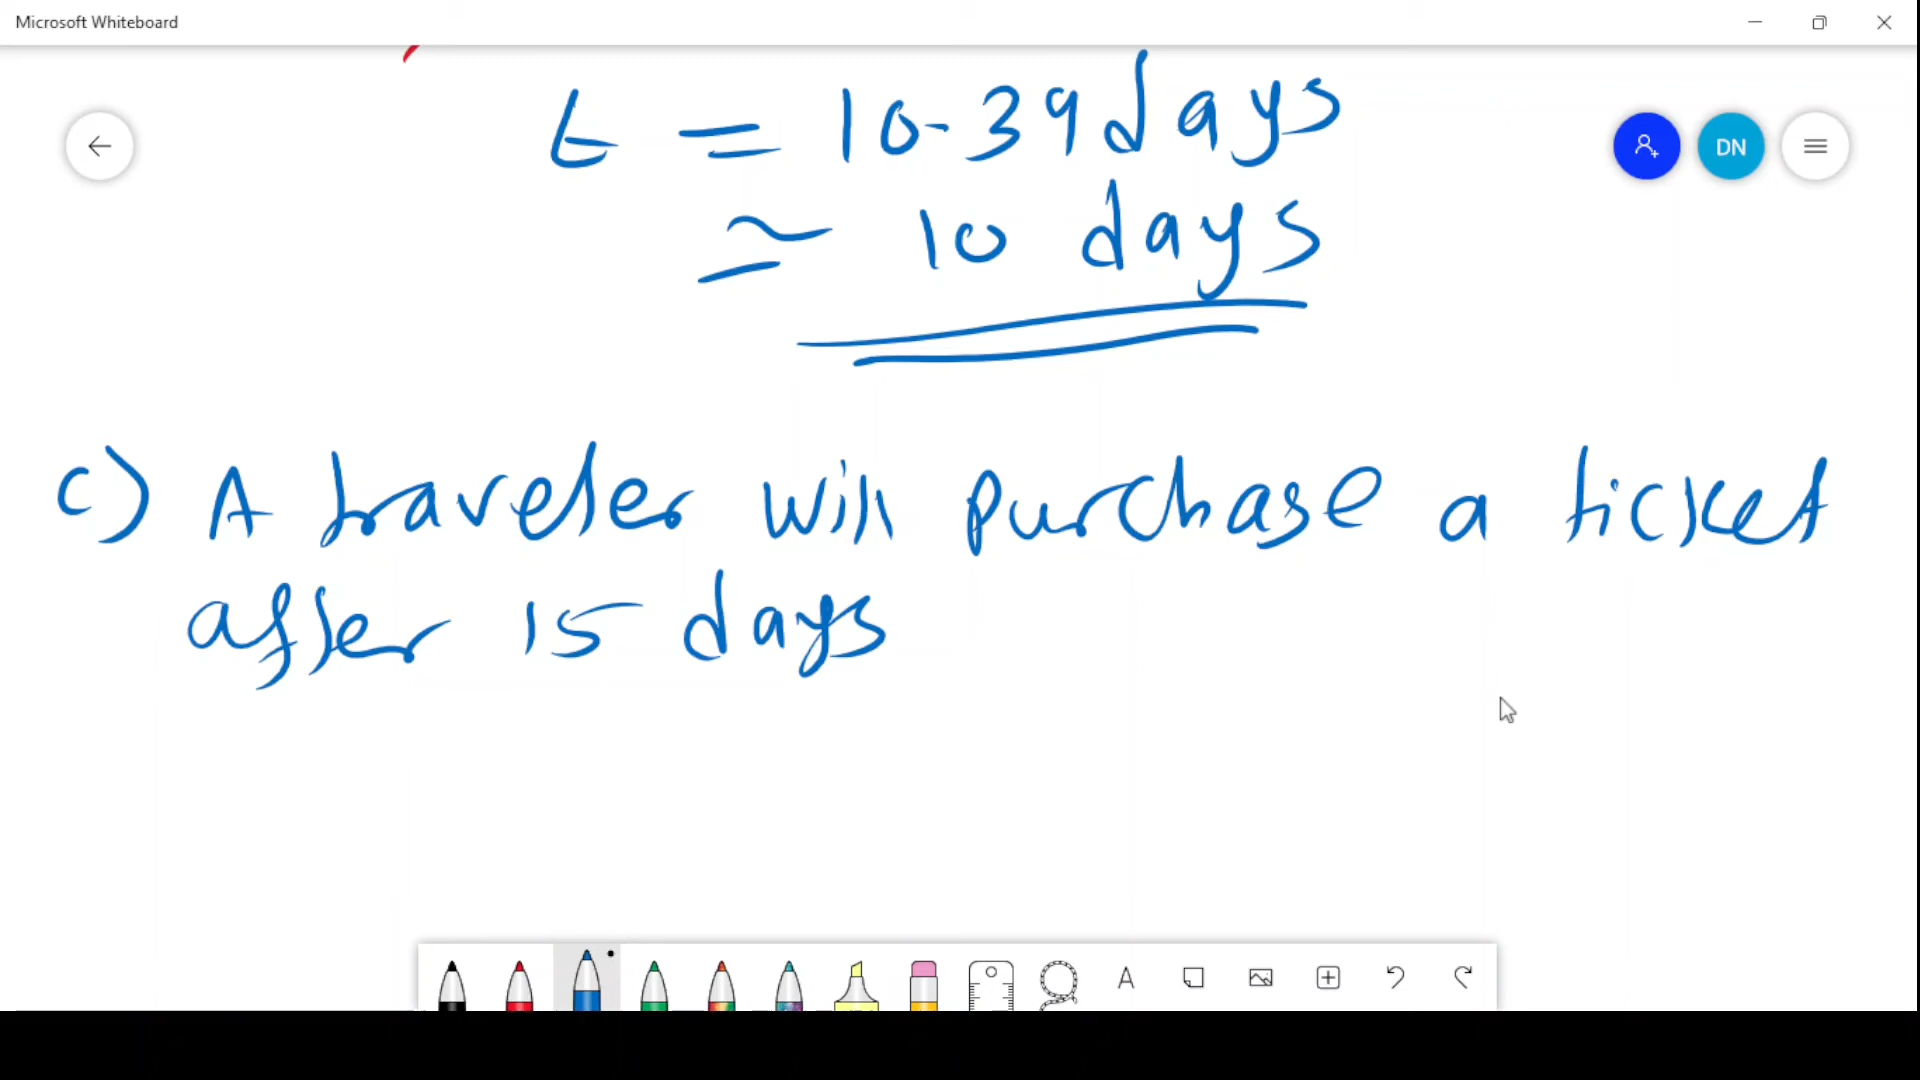 Microsoft Whiteboard
t = 10.39 days
≃ 10 days
DN
c) A traveler will purchase a ticket
after 15 days
A